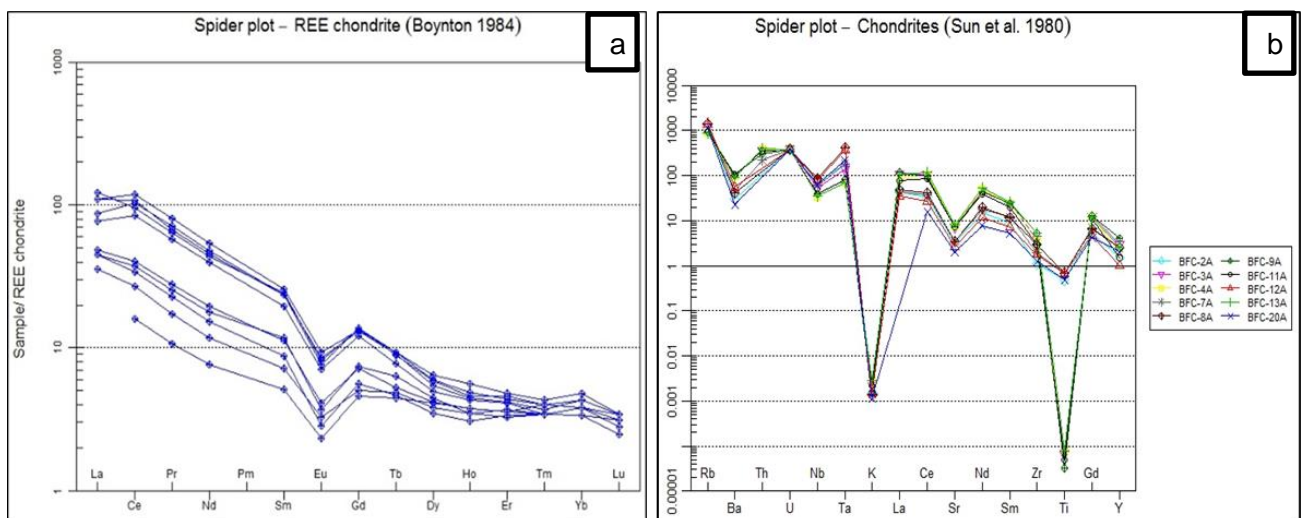 Spider plot – REE chondrite (Boynton 1984)
a
Sample/ REE chondrite
1000
100
10
1
La Pr Pm Eu Tb Ho Tm Lu
Ce Nd Sm Gd Dy Er Yb
Spider plot – Chondrites (Sun et al. 1980)
b
10000
1000
100
10
1
0.1
0.01
0.001
0.00001
Rb Th Nb K Ce Nd Zr Gd
Ba U Ta La Sr Sm Ti Y
BFC-2A BFC-9A
BFC-3A BFC-11A
BFC-4A BFC-12A
BFC-7A BFC-13A
BFC-8A BFC-20A